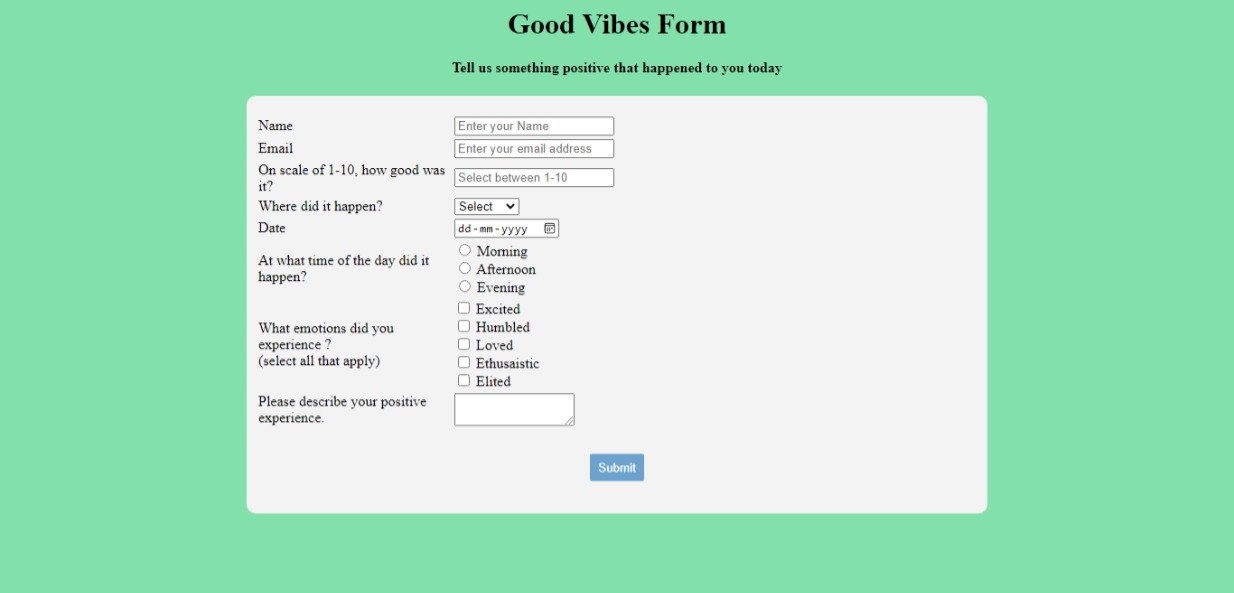 Good Vibes Form
Tell us something positive that happened to you today
Name
Enter your Name
Email
Enter your email address
On scale of 1-10, how good was
it?
Select between 1-10
Where did it happen?
Select
Date
dd-mm-yyyy
At what time of the day did it
happen?
Morning
Afternoon
Evening
What emotions did you
experience ?
(select all that apply)
Excited
Humbled
Loved
Ethusaistic
Elited
Please describe your positive
experience.
Submit